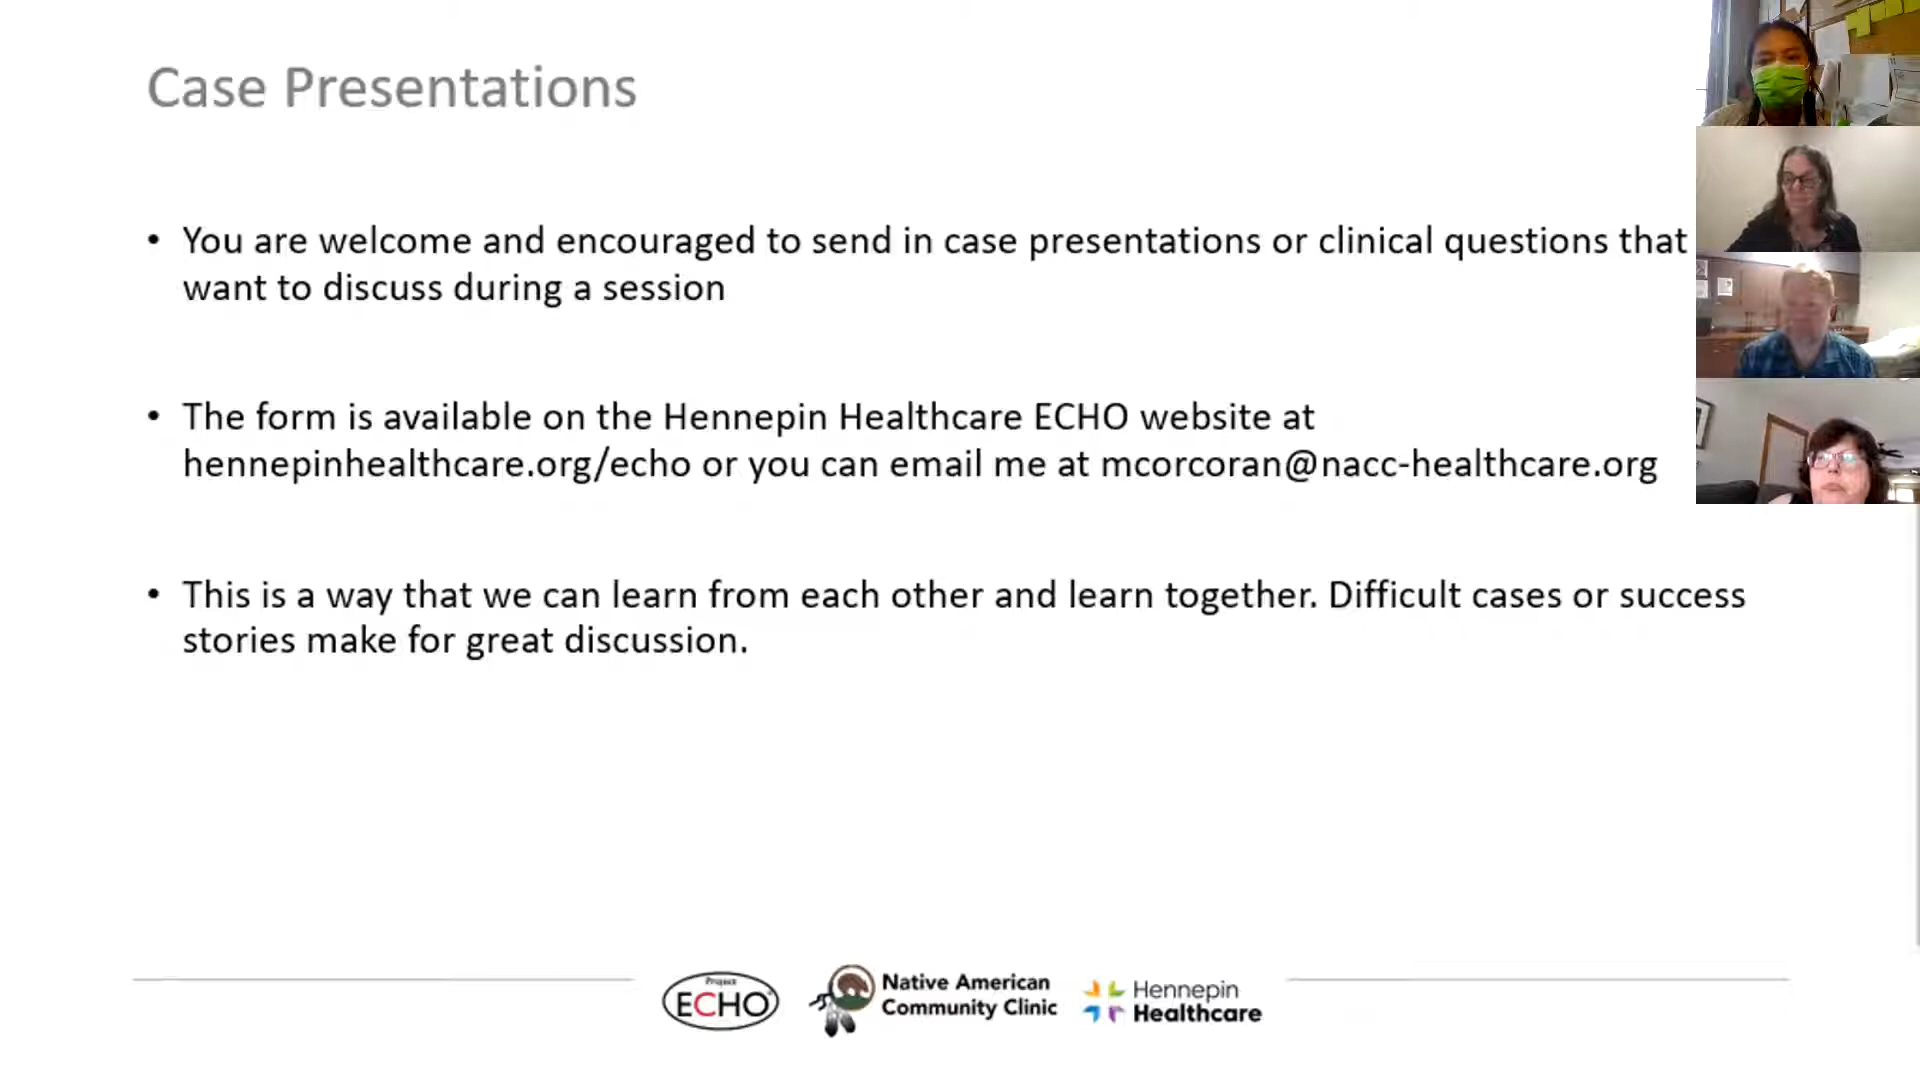 Case Presentations
• You are welcome and encouraged to send in case presentations or clinical questions that
want to discuss during a session
• The form is available on the Hennepin Healthcare ECHO website at
hennepinhealthcare.org/echo or you can email me at mcorcoran@nacc-healthcare.org
• This is a way that we can learn from each other and learn together. Difficult cases or success
stories make for great discussion.
Project
ECHO
Native American
Community Clinic
Hennepin
Healthcare